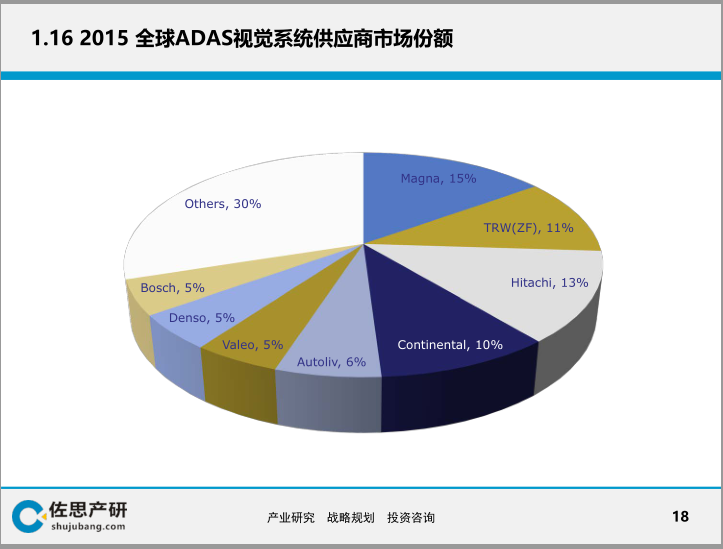 1.16 2015 全球ADAS视觉系统供应商市场份额
Magna, 15%
TRW(ZF), 11%
Hitachi, 13%
Continental, 10%
Autoliv, 6%
Valeo, 5%
Denso, 5%
Bosch, 5%
Others, 30%
佐思产研
shujubang.com
产业研究 战略规划 投资咨询
18